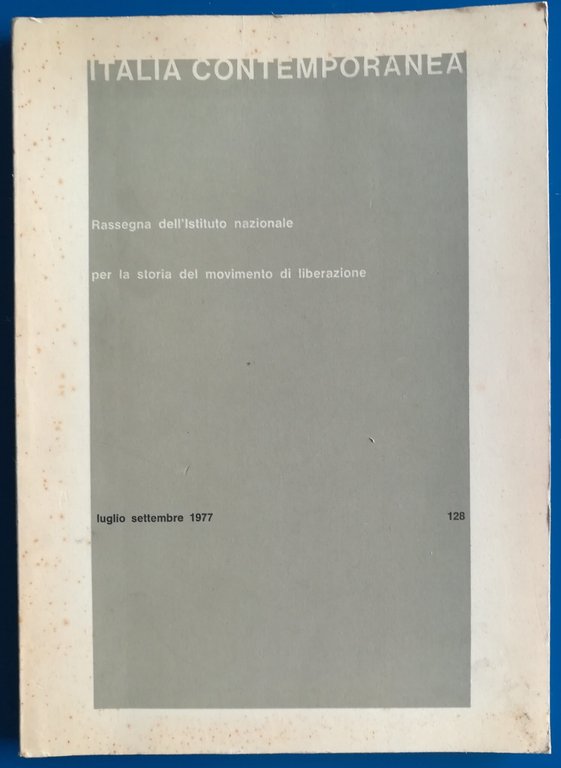 ITALIA CONTEMPORANEA
Rassegna dell'Istituto nazionale
per la storia del movimento di liberazione
luglio settembre 1977 128